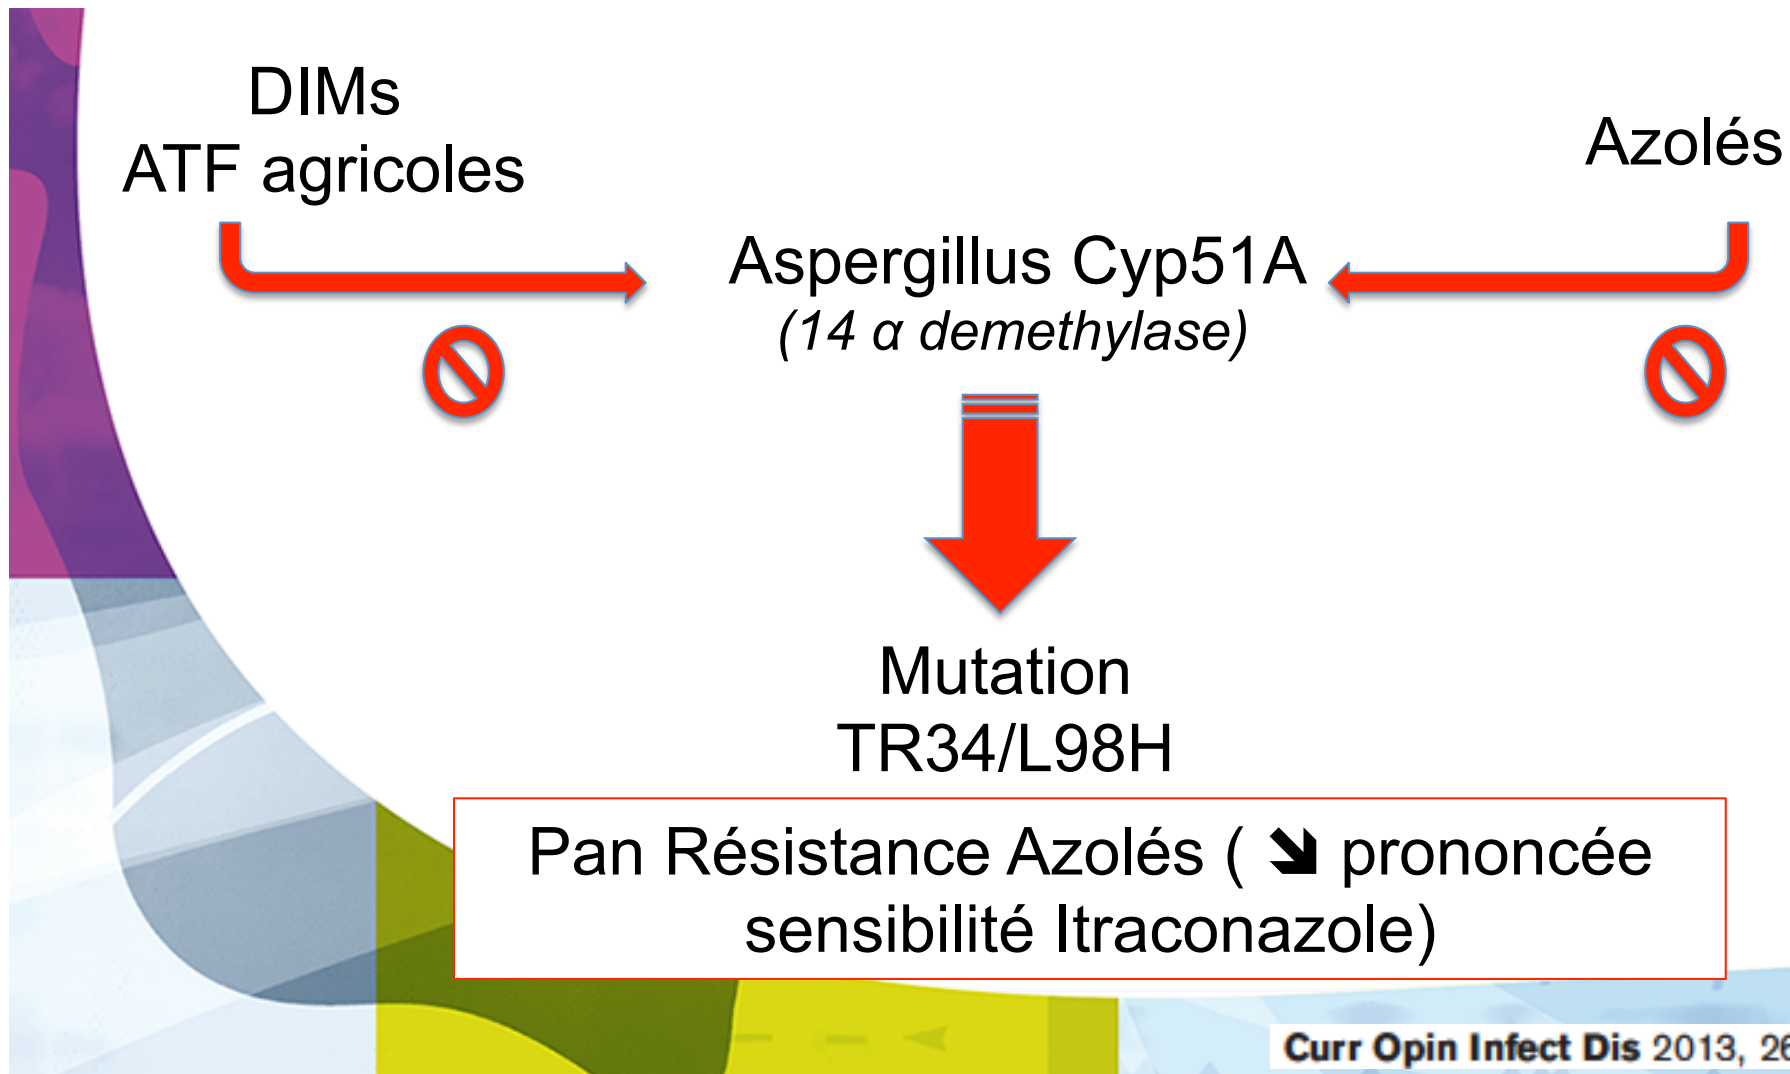 DIMs
ATF agricoles
Azolés
Aspergillus Cyp51A
(14 α demethylase)
Mutation
TR34/L98H
Pan Résistance Azolés ( ➘ prononcée
sensibilité Itraconazole)
Curr Opin Infect Dis 2013, 26